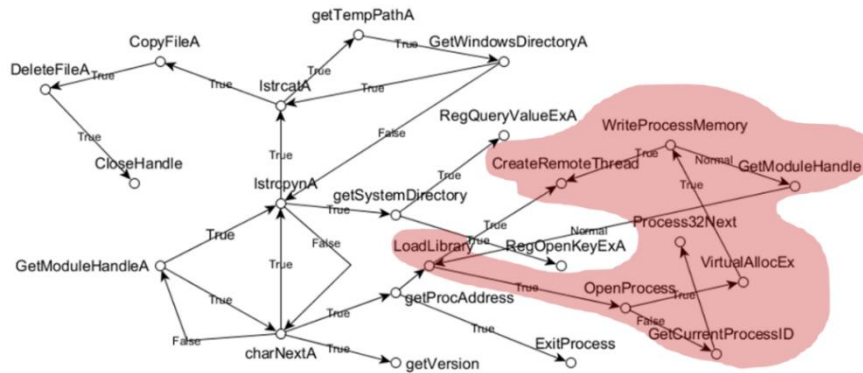 getTempPathA
True
CopyFileA
GetWindowsDirectoryA
DeleteFileA
True
True
lstrcatA
True
True
RegQueryValueExA
False
WriteProcessMemory
True
CloseHandle
True
CreateRemoteThread
True
Normal
GetModuleHandle
lstrcpynA
getSystemDirectory
True
True
True
True
True
Process32Next
Normal
True
False
LoadLibrary
RegOpenKeyExA
GetModuleHandleA
True
VirtualAllocEx
OpenProcess
True
True
True
getProcAddress
True
False
False
True
True
GetCurrentProcessID
charNextA
True
getVersion
ExitProcess